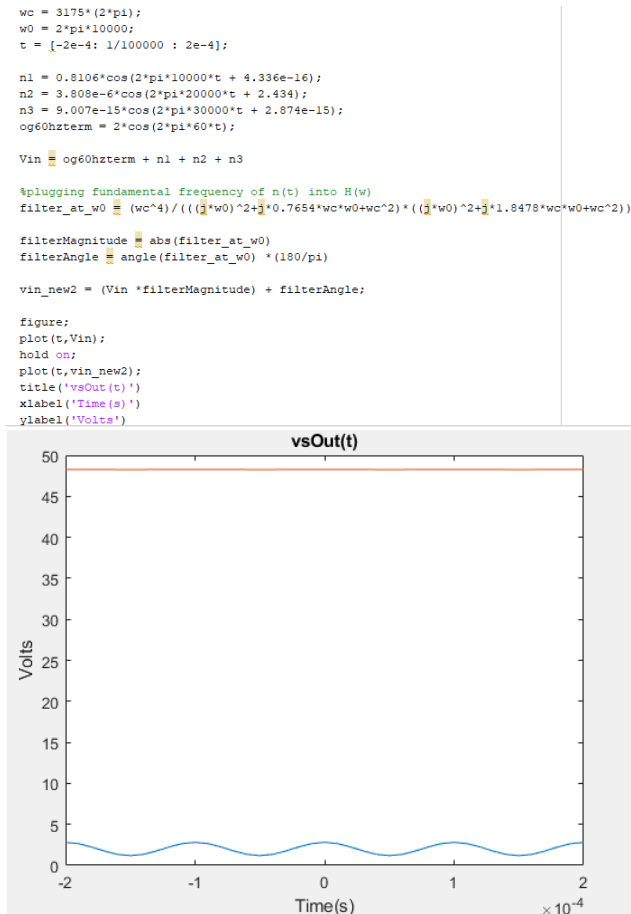 wc = 3175*(2*pi);
w0 = 2*pi*10000;
t = [-2e-4: 1/100000 : 2e-4];
n1 = 0.8106*cos(2*pi*10000*t + 4.336e-16);
n2 = 3.808e-6*cos(2*pi*20000*t + 2.434);
n3 = 9.007e-15*cos(2*pi*30000*t + 2.874e-15);
og60hzterm = 2*cos(2*pi*60*t);
Vin = og60hzterm + n1 + n2 + n3
%plugging fundamental frequency of n(t) into H(w)
filter_at_w0 = (wc^4)/(((j*w0)^2+j*0.7654*wc*w0+wc^2)*((j*w0)^2+j*1.8478*wc*w0+wc^2))
filterMagnitude = abs(filter_at_w0)
filterAngle = angle(filter_at_w0) *(180/pi)
vin_new2 = (Vin *filterMagnitude) + filterAngle;
figure;
plot(t,Vin);
hold on;
plot(t,vin_new2);
title('vsOut(t)')
xlabel('Time(s)')
ylabel('Volts')
vsOut(t)
50
45
40
35
30
25
20
15
10
5
0
Volts
-2 -1 0 1 2
Time(s)
×10^-4